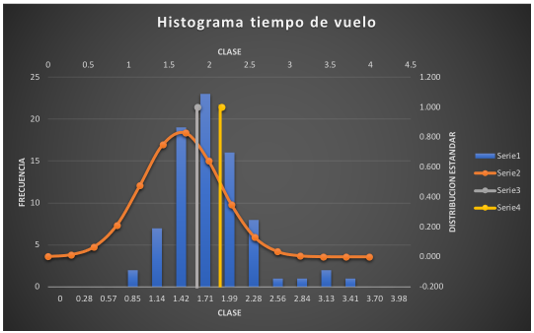 Histograma tiempo de vuelo
CLASE
0 0.5 1 1.5 2 2.5 3 3.5 4 4.5
25 1.200
1.000
20
0.800
15 0.600
0.400
10
0.200
5
0.000
0 -0.200
FRECUENCIA
DISTRIBUCION ESTANDAR
0 0.28 0.57 0.85 1.14 1.42 1.71 1.99 2.28 2.56 2.84 3.13 3.41 3.70 3.98
CLASE
Serie1
Serie2
Serie3
Serie4